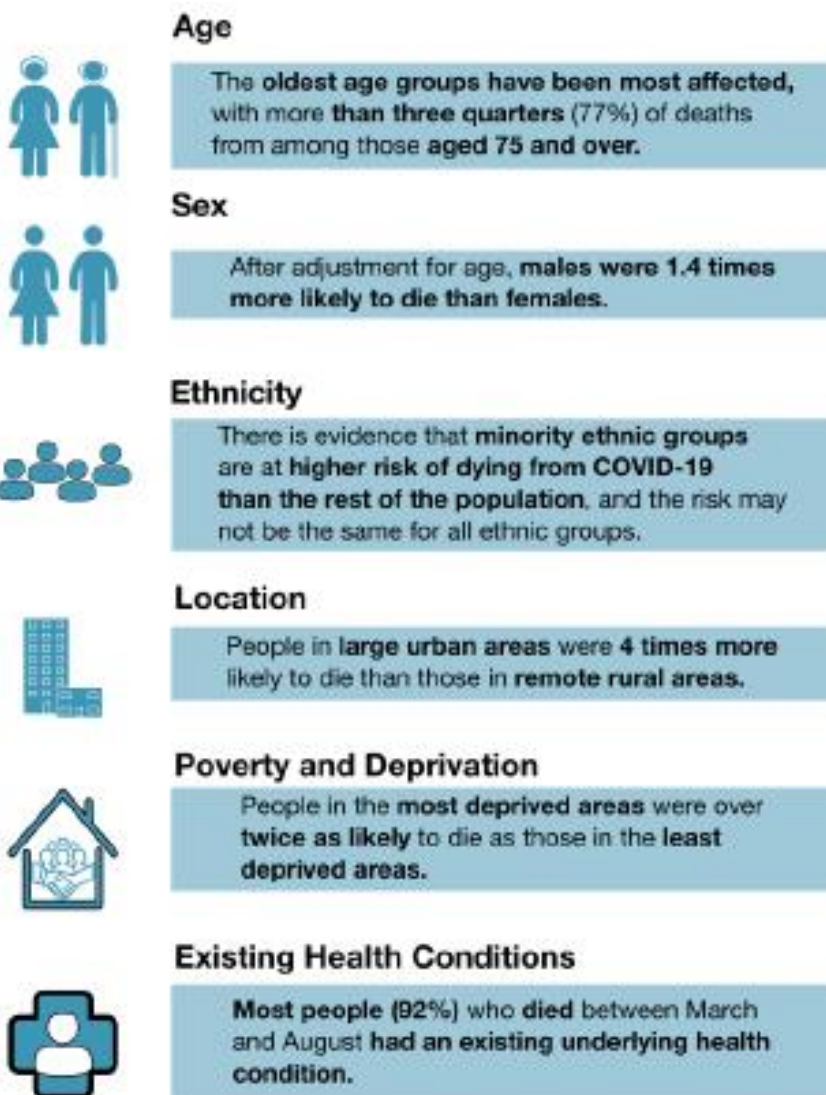 Age
The oldest age groups have been most affected,
with more than three quarters (77%) of deaths
from among those aged 75 and over.
Sex
After adjustment for age, males were 1.4 times
more likely to die than females.
Ethnicity
There is evidence that minority ethnic groups
are at higher risk of dying from COVID-19
than the rest of the population, and the risk may
not be the same for all ethnic groups.
Location
People in large urban areas were 4 times more
likely to die than those in remote rural areas.
Poverty and Deprivation
People in the most deprived areas were over
twice as likely to die as those in the least
deprived areas.
Existing Health Conditions
Most people (92%) who died between March
and August had an existing underlying health
condition.